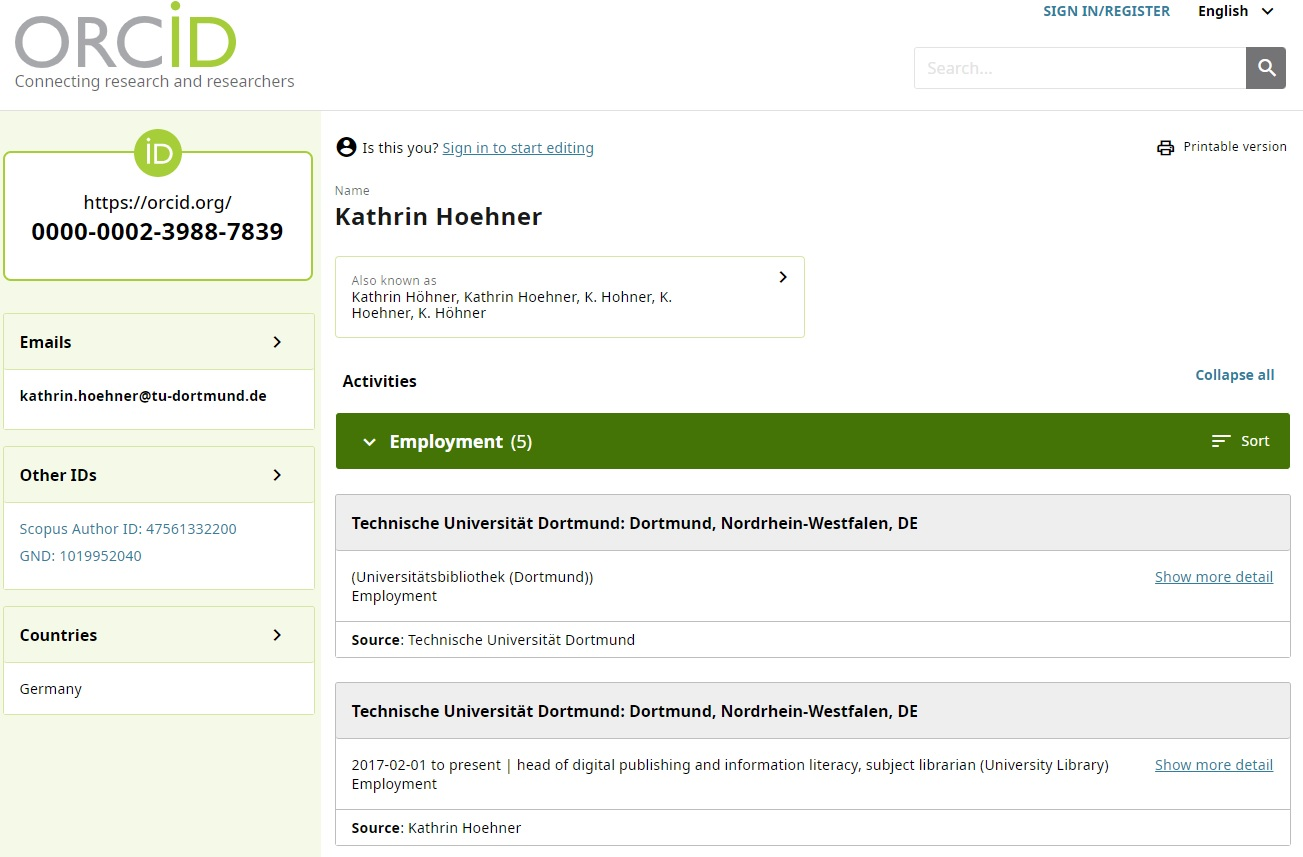 ORCID
Connecting research and researchers
SIGN IN/REGISTER
English
Search...
iD
https://orcid.org/
0000-0002-3988-7839
Emails
kathrin.hoehner@tu-dortmund.de
Other IDs
Scopus Author ID: 47561332200
GND: 1019952040
Countries
Germany
Is this you? Sign in to start editing
Printable version
Name
Kathrin Hoehner
Also known as
Kathrin Höhner, Kathrin Hoehner, K. Hohner, K.
Hoehner, K. Höhner
Activities
Collapse all
Employment (5)
Sort
Technische Universität Dortmund: Dortmund, Nordrhein-Westfalen, DE
(Universitätsbibliothek (Dortmund))
Show more detail
Employment
Source: Technische Universität Dortmund
Technische Universität Dortmund: Dortmund, Nordrhein-Westfalen, DE
2017-02-01 to present | head of digital publishing and information literacy, subject librarian (University Library)
Show more detail
Employment
Source: Kathrin Hoehner